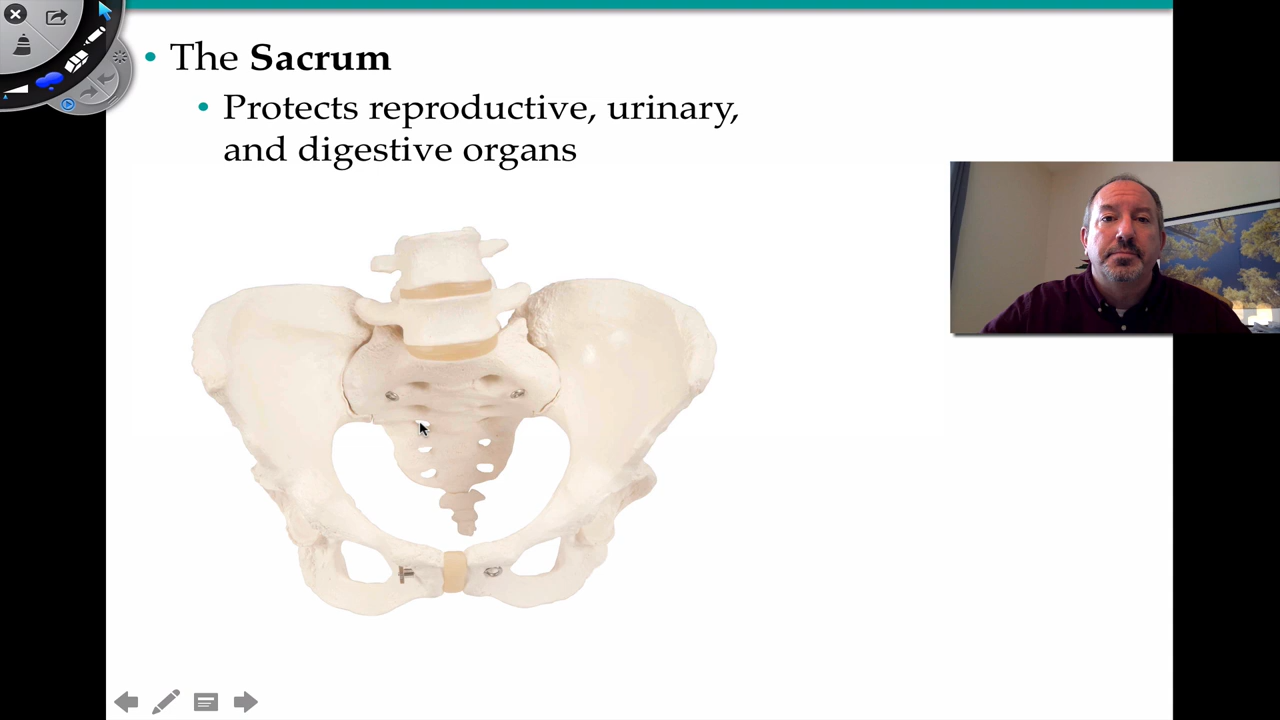 • The Sacrum
• Protects reproductive, urinary,
and digestive organs